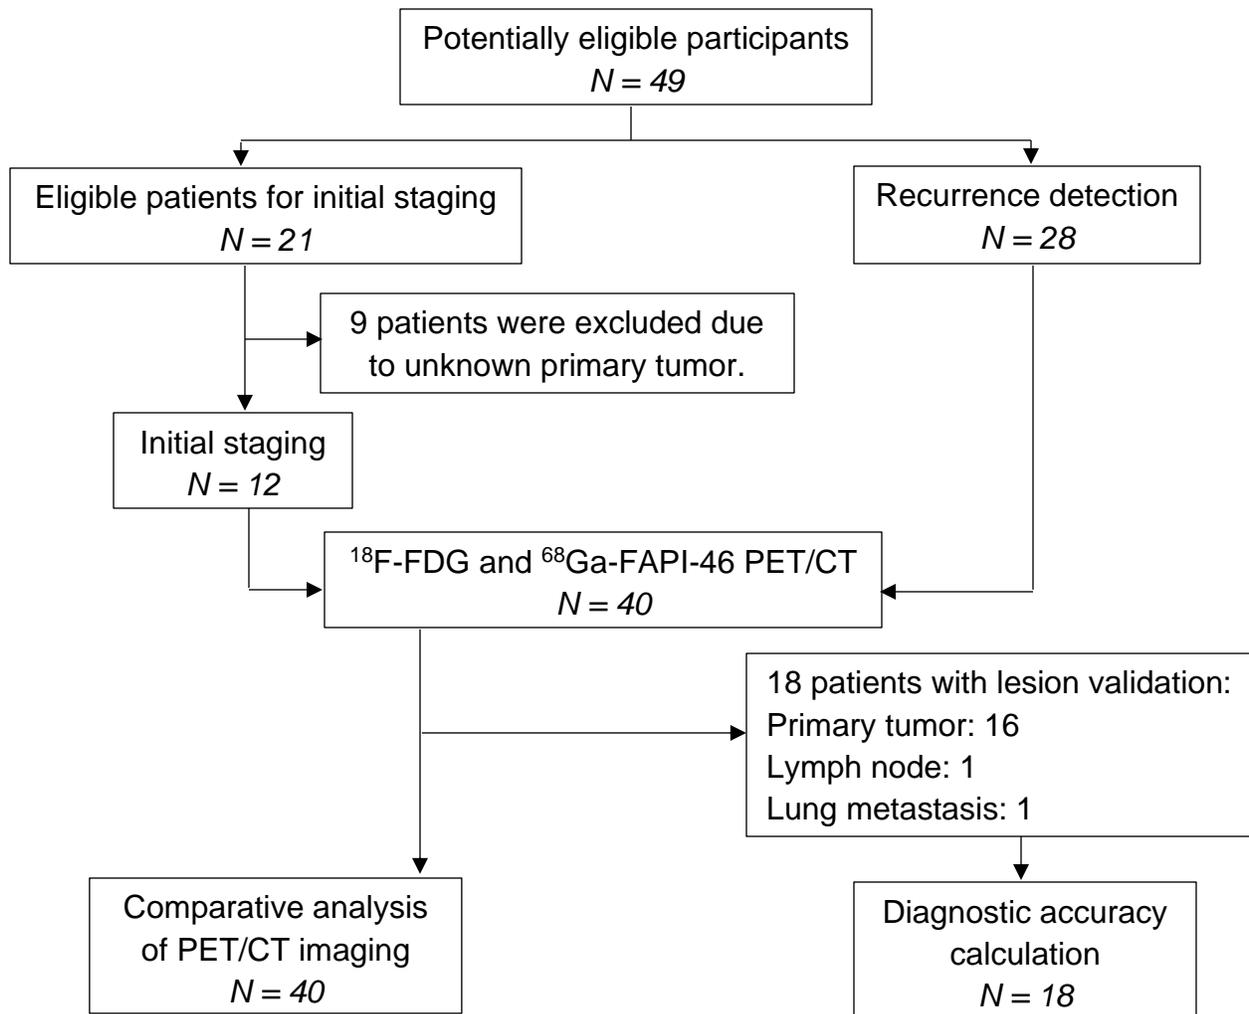 Potentially eligible participants
N = 49
Eligible patients for initial staging
N = 21
Recurrence detection
N = 28
9 patients were excluded due
to unknown primary tumor.
Initial staging
N = 12
¹⁸F-FDG and ⁶⁸Ga-FAPI-46 PET/CT
N = 40
18 patients with lesion validation:
Primary tumor: 16
Lymph node: 1
Lung metastasis: 1
Comparative analysis
of PET/CT imaging
N = 40
Diagnostic accuracy
calculation
N = 18